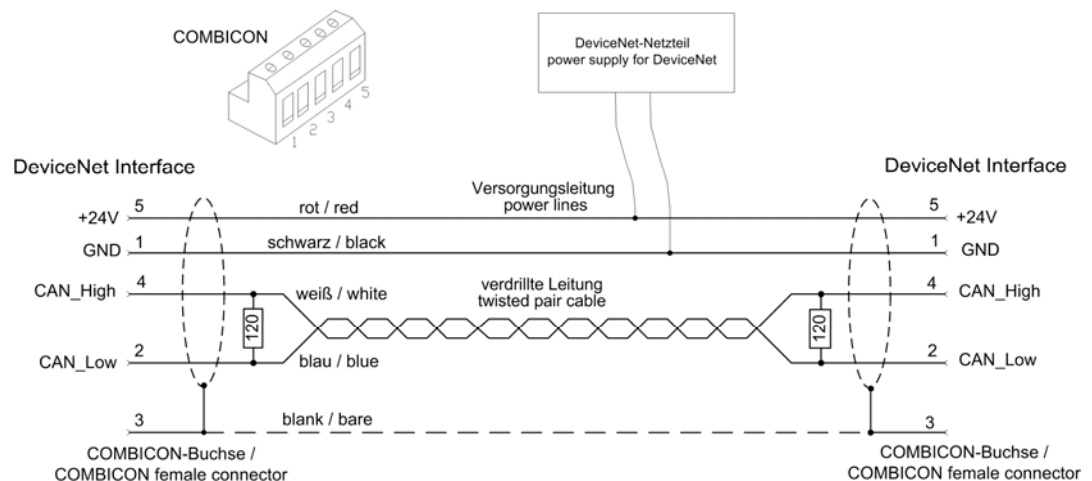 COMBICON
1 2 3 4 5
DeviceNet-Netzteil
power supply for DeviceNet
DeviceNet Interface
DeviceNet Interface
Versorgungsleitung
power lines
+24V 5 rot / red 5 +24V
GND 1 schwarz / black 1 GND
CAN_High 4 weiß / white 4 CAN_High
verdrillte Leitung
twisted pair cable
120 120
CAN_Low 2 blau / blue 2 CAN_Low
3 blank / bare 3
COMBICON-Buchse /
COMBICON female connector
COMBICON-Buchse /
COMBICON female connector